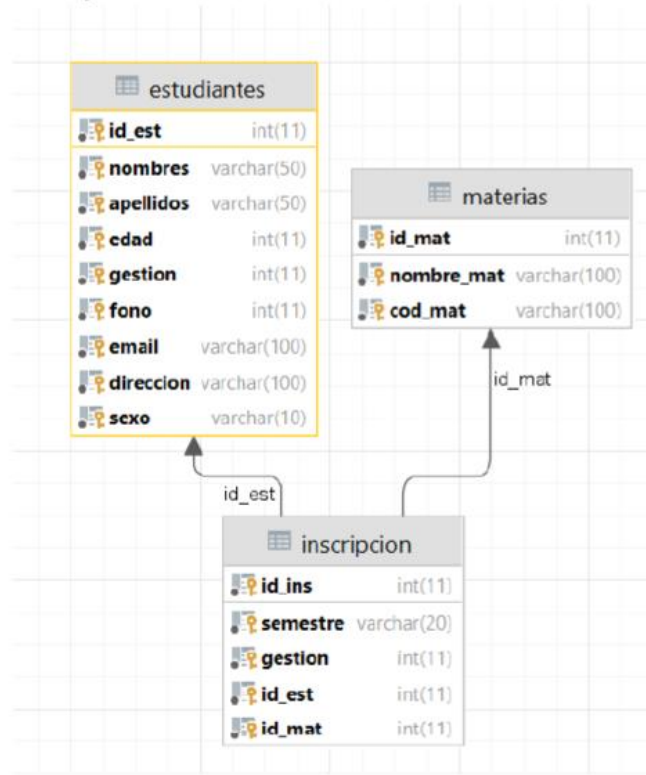 estudiantes
id_est int(11)
nombres varchar(50)
apellidos varchar(50)
edad int(11)
gestion int(11)
fono int(11)
email varchar(100)
direccion varchar(100)
sexo varchar(10)
materias
id_mat int(11)
nombre_mat varchar(100)
cod_mat varchar(100)
id_mat
id_est
inscripcion
id_ins int(11)
semestre varchar(20)
gestion int(11)
id_est int(11)
id_mat int(11)